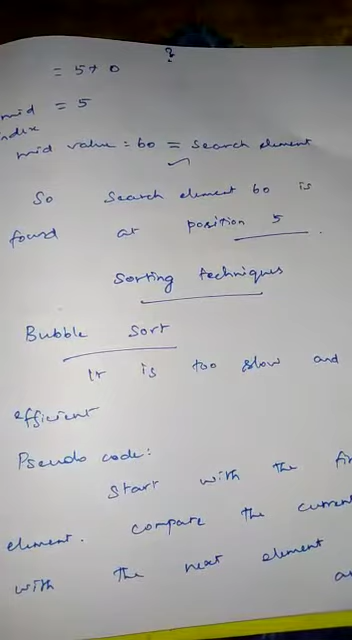 ?
= 5+0
mid = 5
index
mid value = 60 = search element
So search element 60 is
found at position 5.
Sorting techniques
Bubble Sort
It is too slow and
efficient
Pseudo code:
Start with the
element. compare the current
with the next element